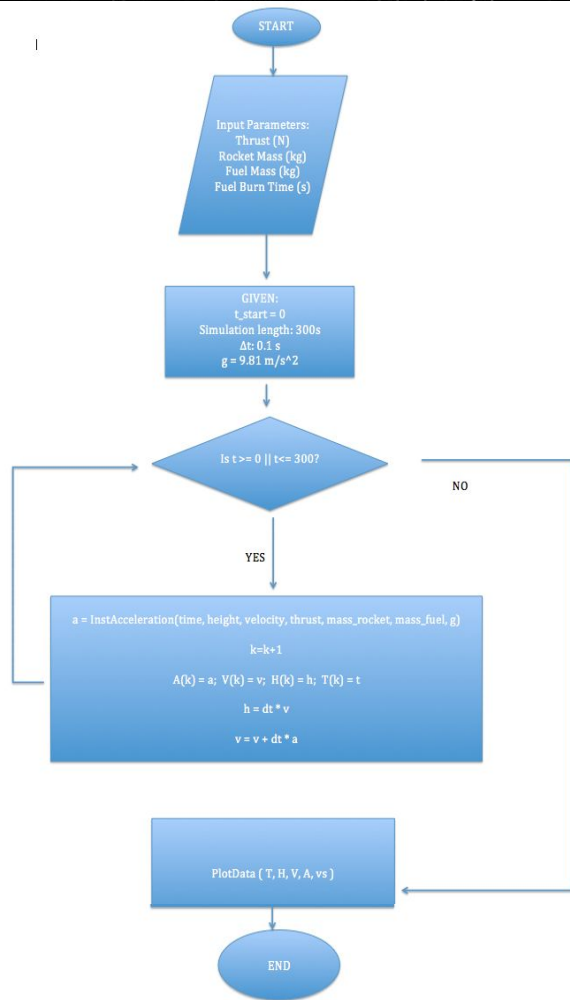 START
Input Parameters:
Thrust (N)
Rocket Mass (kg)
Fuel Mass (kg)
Fuel Burn Time (s)
GIVEN:
t_start = 0
Simulation length: 300s
Δt: 0.1 s
g = 9.81 m/s^2
Is t >= 0 || t<= 300?
NO
YES
a = InstAcceleration(time, height, velocity, thrust, mass_rocket, mass_fuel, g)
k=k+1
A(k) = a; V(k) = v; H(k) = h; T(k) = t
h = dt * v
v = v + dt * a
PlotData ( T, H, V, A, vs )
END